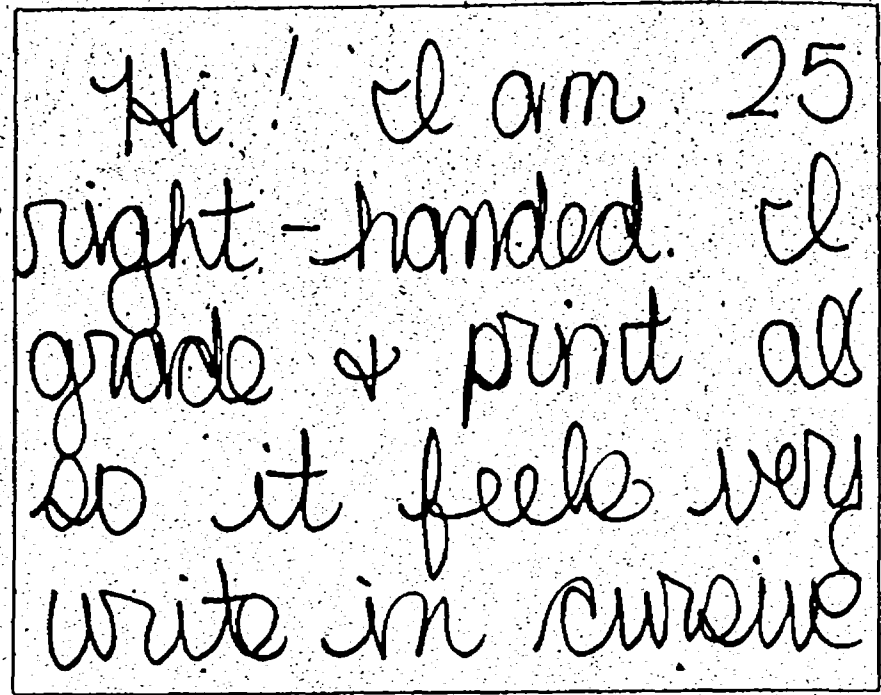 Hi! I am 25
right-handed. I
grade & print all
so it feels very
write in cursive